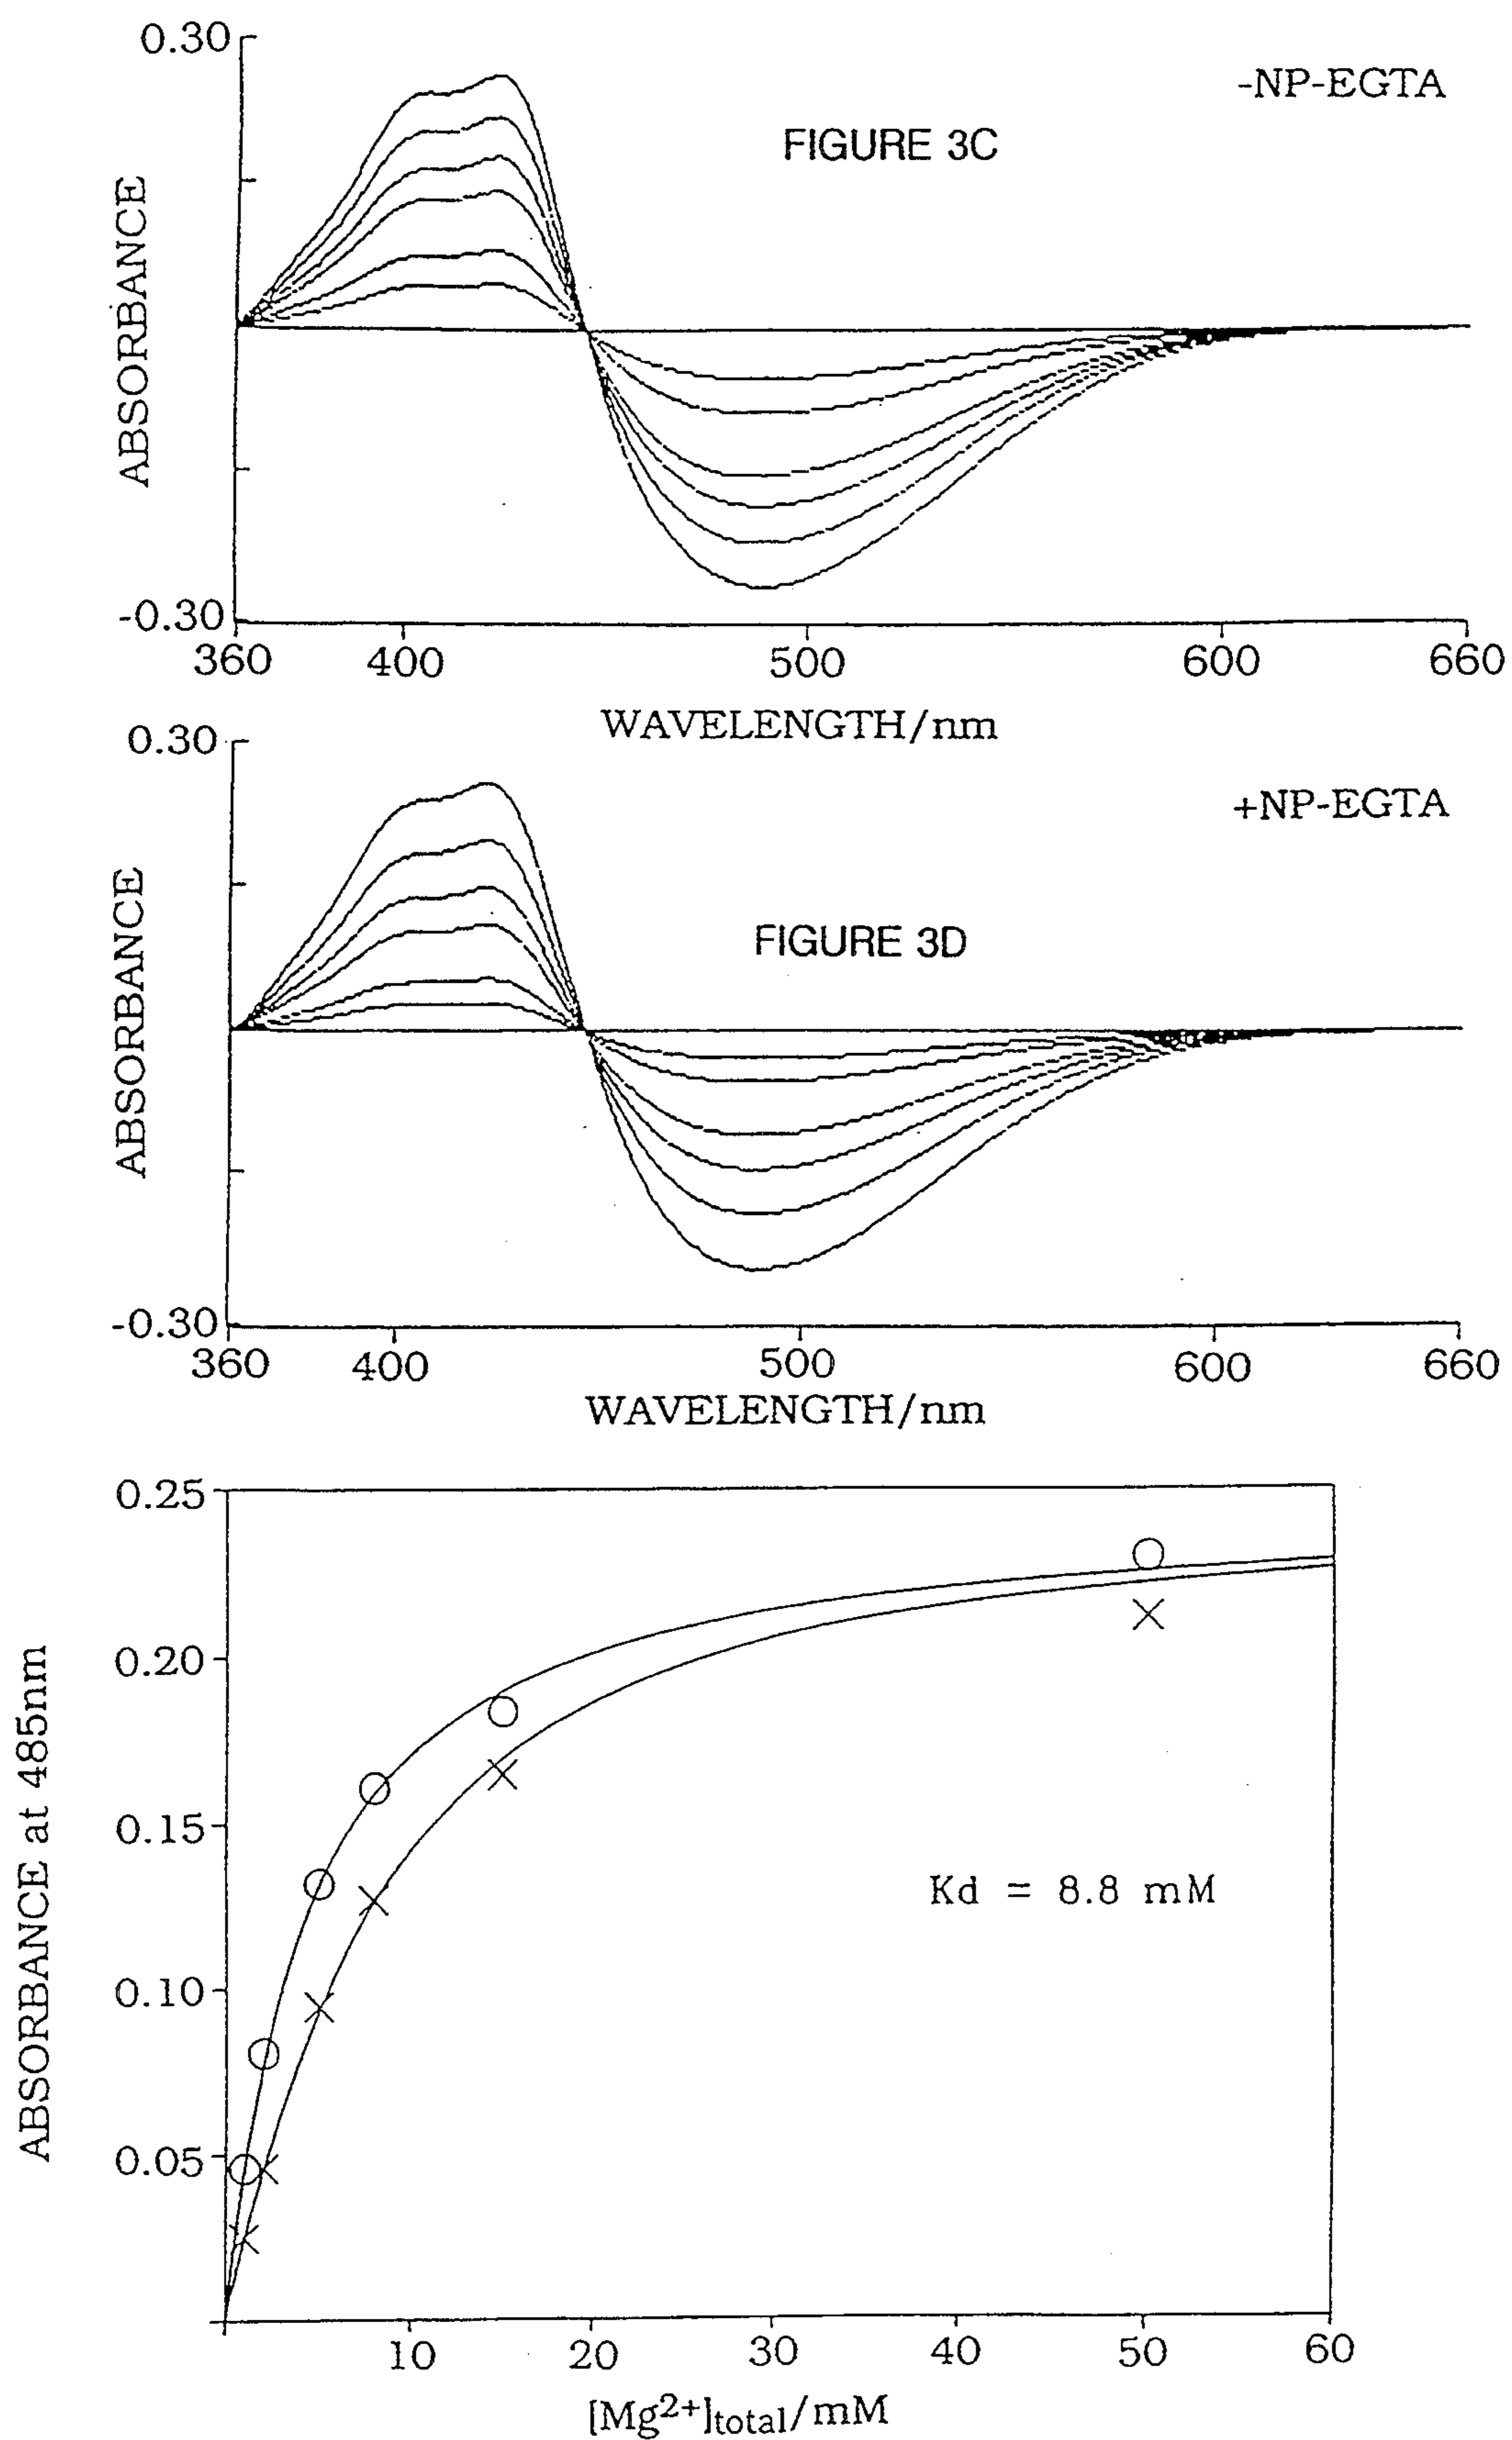 0.30
-NP-EGTA
FIGURE 3C
ABSORBANCE
-0.30
360 400 500 600 660
WAVELENGTH/nm
0.30
+NP-EGTA
FIGURE 3D
ABSORBANCE
-0.30
360 400 500 600 660
WAVELENGTH/nm
0.25
0.20
0.15
0.10
0.05
ABSORBANCE at 485nm
Kd = 8.8 mM
10 20 30 40 50 60
[Mg2+]total/mM